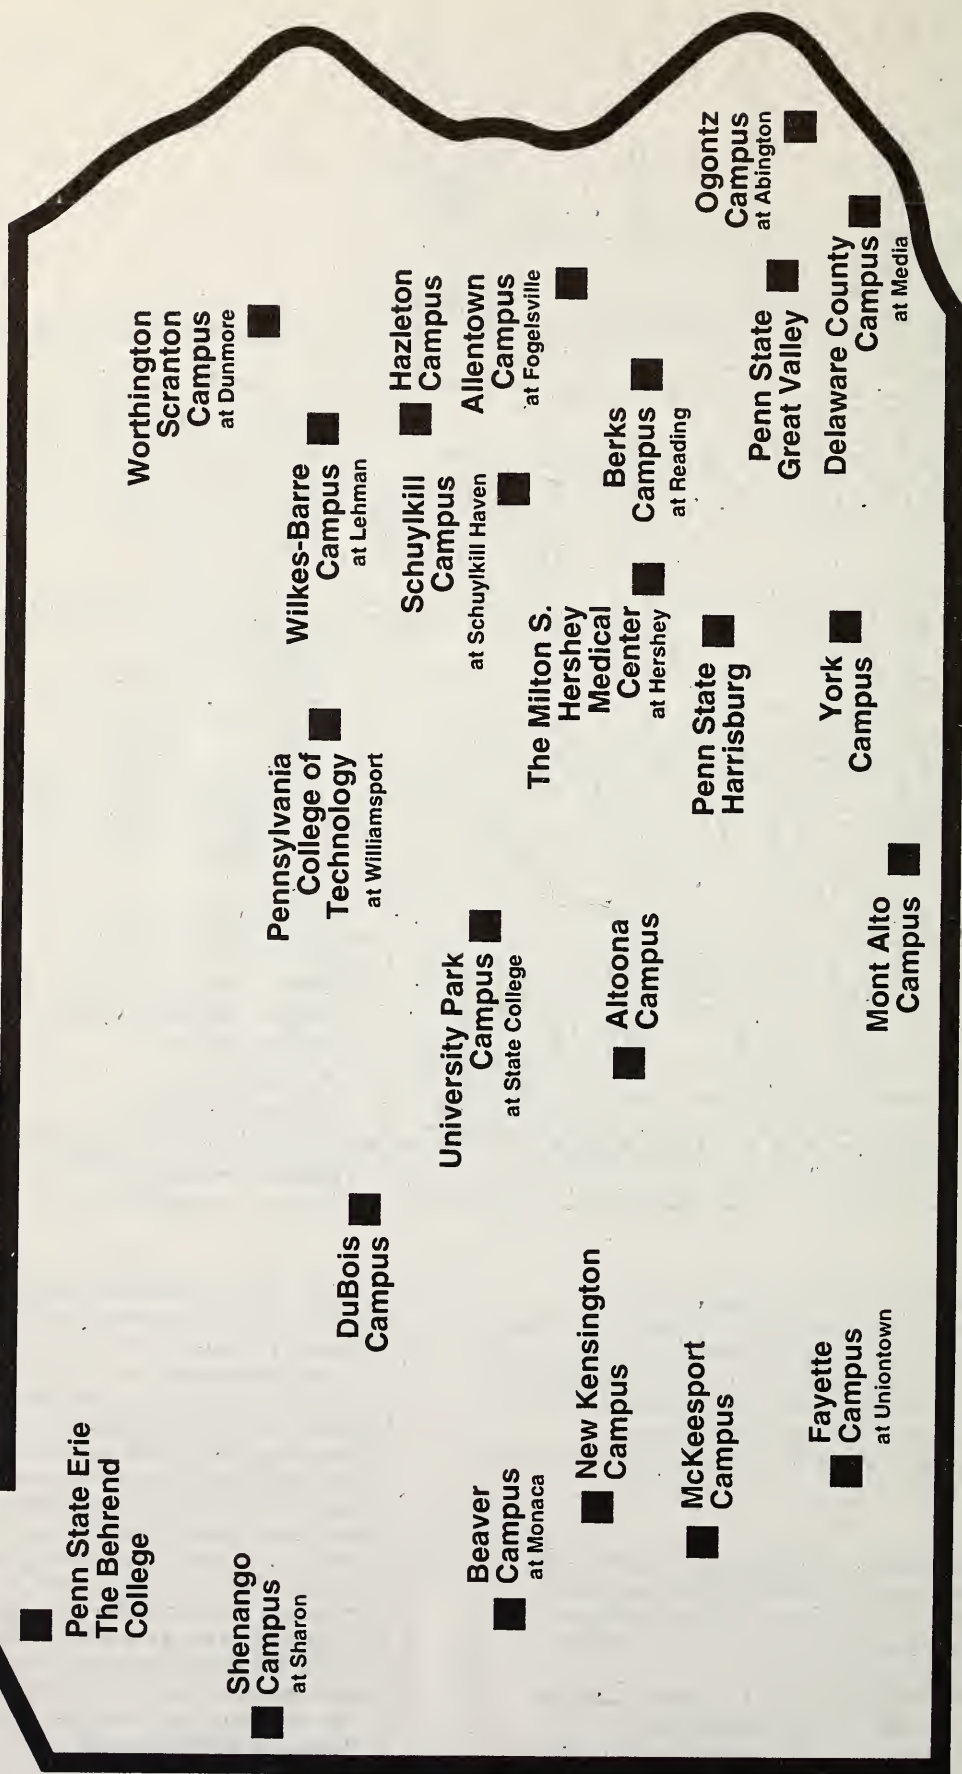 Penn State Erie
The Behrend
College
Shenango
Campus
at Sharon
DuBois
Campus
Beaver
Campus
at Monaca
New Kensington
Campus
McKeesport
Campus
Fayette
Campus
at Uniontown
Pennsylvania
College of
Technology
at Williamsport
University Park
Campus
at State College
Altoona
Campus
Mont Alto
Campus
Worthington
Scranton
Campus
at Dunmore
Wilkes-Barre
Campus
at Lehman
Hazleton
Campus
Schuylkill
Campus
at Schuylkill Haven
Allentown
Campus
at Fogelsville
The Milton S.
Hershey
Medical
Center
at Hershey
Berks
Campus
at Reading
Penn State
Harrisburg
York
Campus
Ogontz
Campus
at Abington
Penn State
Great Valley
Delaware County
Campus
at Media